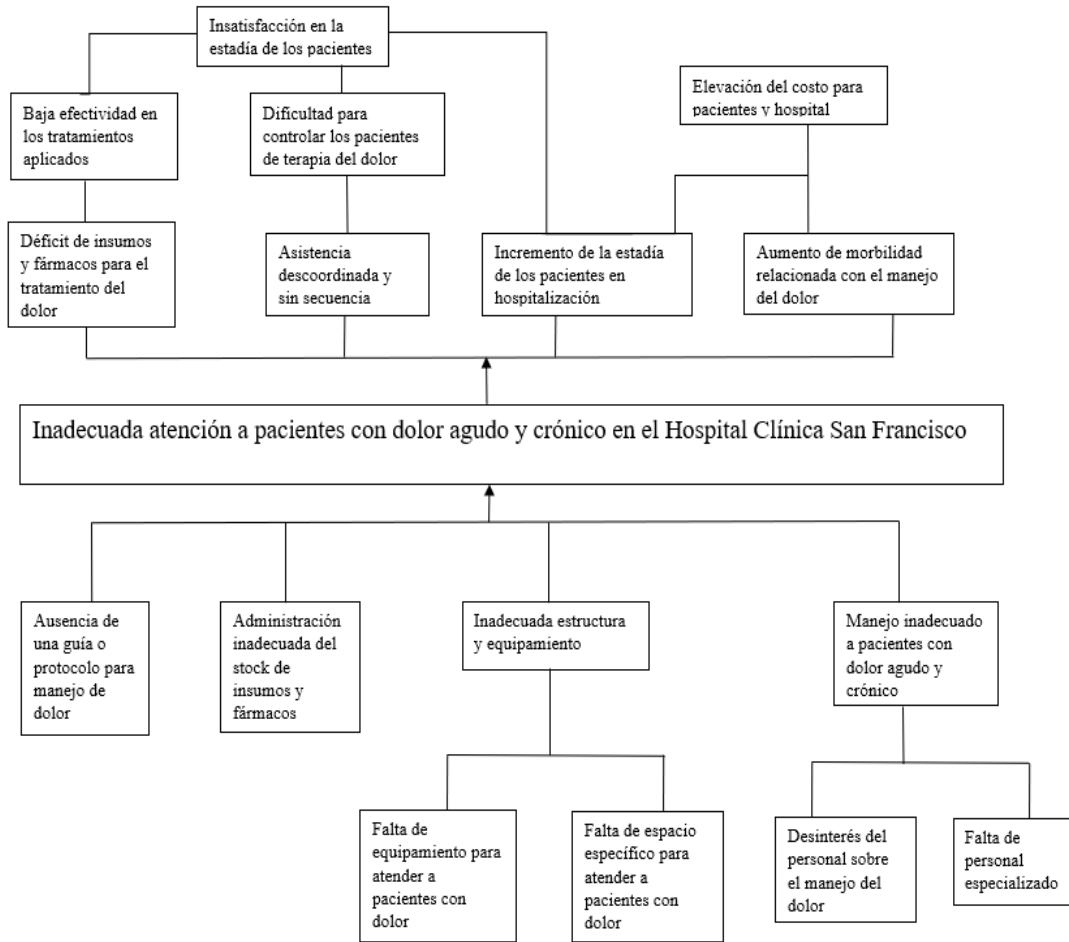 Insatisfacción en la
estadía de los pacientes
Elevación del costo para
pacientes y hospital
Baja efectividad en
los tratamientos
aplicados
Dificultad para
controlar los pacientes
de terapia del dolor
Déficit de insumos
y fármacos para el
tratamiento del
dolor
Asistencia
descoordinada y
sin secuencia
Incremento de la estadía
de los pacientes en
hospitalización
Aumento de morbilidad
relacionada con el manejo
del dolor
Inadecuada atención a pacientes con dolor agudo y crónico en el Hospital Clínica San Francisco
Ausencia de
una guía o
protocolo para
manejo de
dolor
Administración
inadecuada del
stock de
insumos y
fármacos
Inadecuada estructura
y equipamiento
Manejo inadecuado
a pacientes con
dolor agudo y
crónico
Falta de
equipamiento para
atender a
pacientes con
dolor
Falta de espacio
específico para
atender a
pacientes con
dolor
Desinterés del
personal sobre
el manejo del
dolor
Falta de
personal
especializado